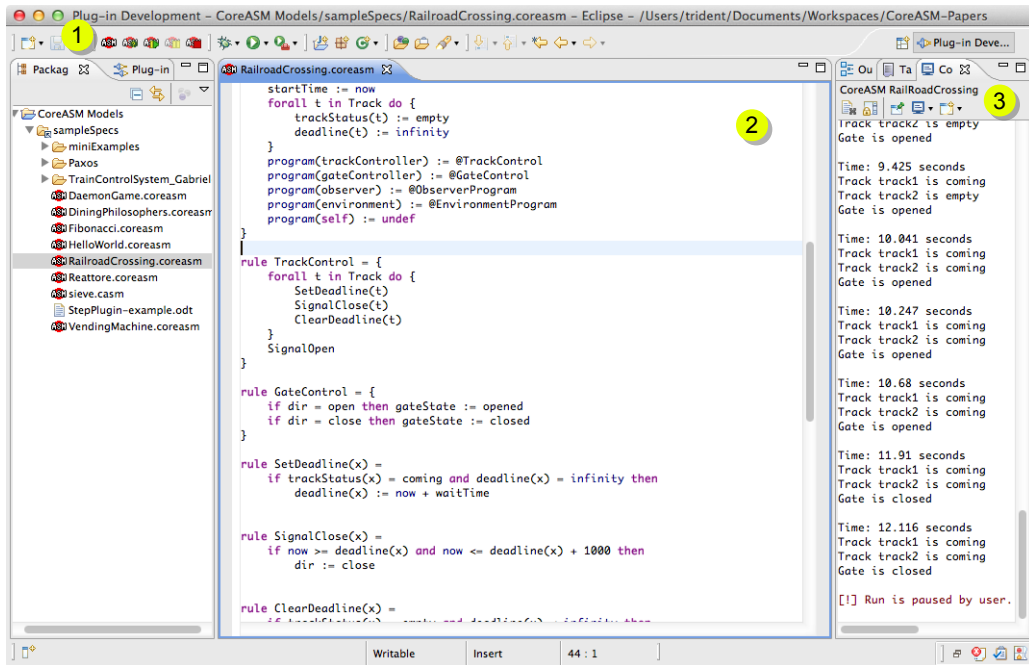 Plug-in Development - CoreASM Models/sampleSpecs/RailroadCrossing.coreasm - Eclipse - /Users/trident/Documents/Workspaces/CoreASM-Papers
1
Plug-in Deve...
Packag
Plug-in
CoreASM Models
sampleSpecs
miniExamples
Paxos
TrainControlSystem_Gabriel
DaemonGame.coreasm
DiningPhilosophers.coreasm
Fibonacci.coreasm
HelloWorld.coreasm
RailroadCrossing.coreasm
Reattore.coreasm
sieve.casm
StepPlugin-example.odt
VendingMachine.coreasm
RailroadCrossing.coreasm
2
startTime := now
forall t in Track do {
trackStatus(t) := empty
deadline(t) := infinity
}
program(trackController) := @TrackControl
program(gateController) := @GateControl
program(observer) := @ObserverProgram
program(environment) := @EnvironmentProgram
program(self) := undef
}
rule TrackControl = {
forall t in Track do {
SetDeadline(t)
SignalClose(t)
ClearDeadline(t)
}
SignalOpen
}
rule GateControl = {
if dir = open then gateState := opened
if dir = close then gateState := closed
}
rule SetDeadline(x) =
if trackStatus(x) = coming and deadline(x) = infinity then
deadline(x) := now + waitTime
rule SignalClose(x) =
if now >= deadline(x) and now <= deadline(x) + 1000 then
dir := close
rule ClearDeadline(x) =
if trackStatus(x) = empty and deadline(x) = infinity then
Ou
Ta
Co
CoreASM RailRoadCrossing
3
Track track2 is empty
Gate is opened
Time: 9.425 seconds
Track track1 is coming
Track track2 is empty
Gate is opened
Time: 10.041 seconds
Track track1 is coming
Track track2 is coming
Gate is opened
Time: 10.247 seconds
Track track1 is coming
Track track2 is coming
Gate is opened
Time: 10.68 seconds
Track track1 is coming
Track track2 is coming
Gate is opened
Time: 11.91 seconds
Track track1 is coming
Track track2 is coming
Gate is closed
Time: 12.116 seconds
Track track1 is coming
Track track2 is coming
Gate is closed
[!] Run is paused by user.
Writable
Insert
44 : 1